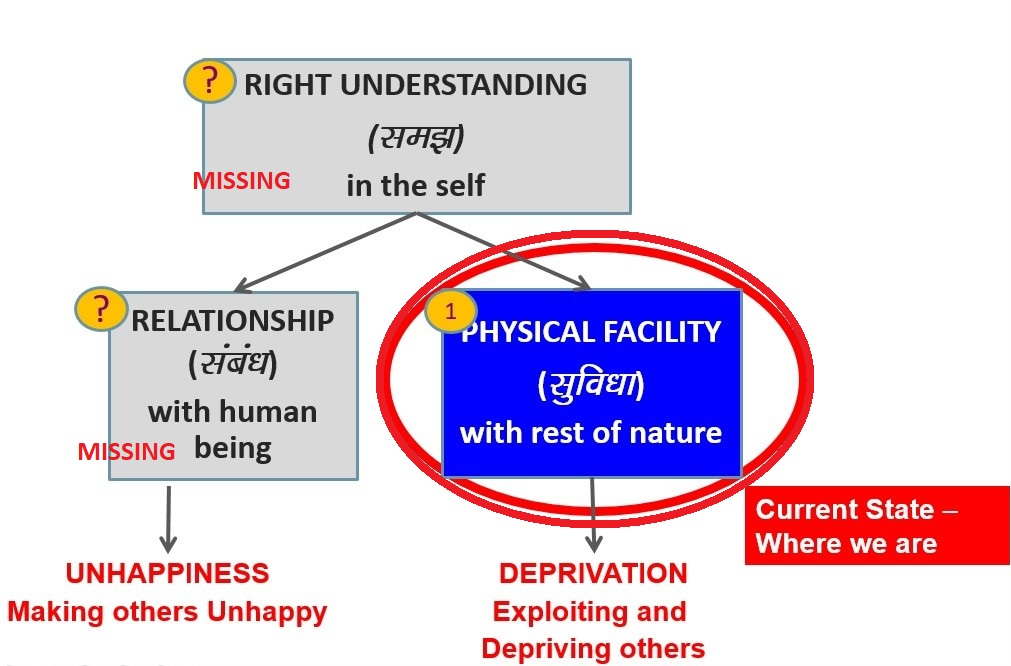 ?
RIGHT UNDERSTANDING
(समझ)
MISSING
in the self
?
RELATIONSHIP
(संबंध)
with human
MISSING
being
1
PHYSICAL FACILITY
(सुविधा)
with rest of nature
Current State –
Where we are
UNHAPPINESS
Making others Unhappy
DEPRIVATION
Exploiting and
Depriving others